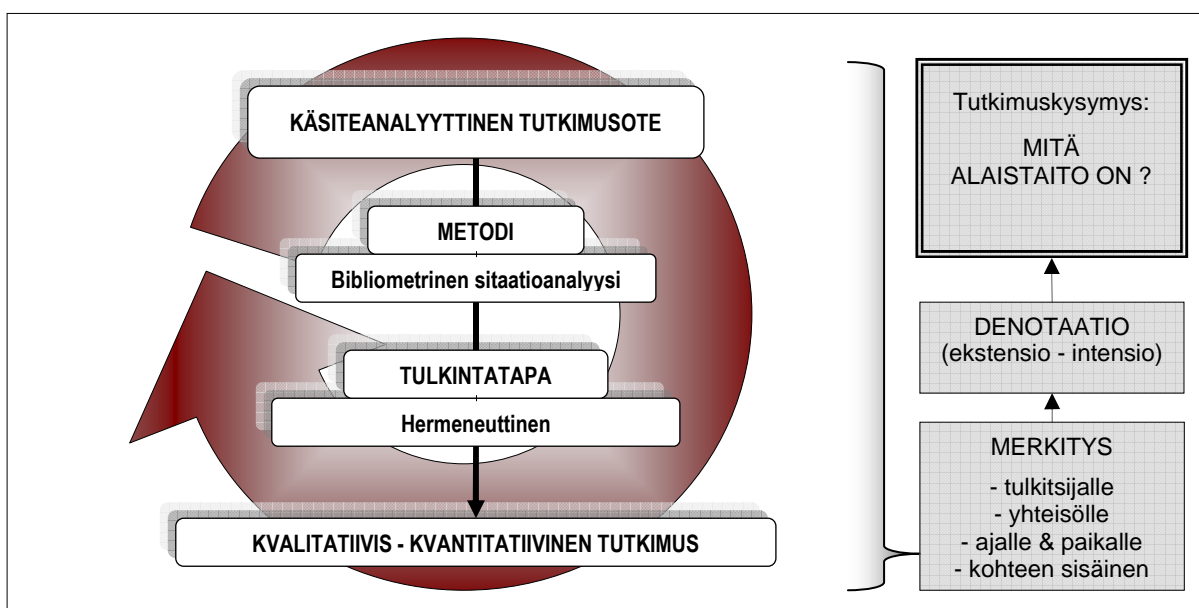 KÄSITEANALYYTTINEN TUTKIMUSOTE
METODI
Bibliometrinen sitaatioanalyysi
TULKINTATAPA
Hermeneuttinen
KVALITATIIVIS - KVANTITATIIVINEN TUTKIMUS
Tutkimuskysymys:
MITÄ
ALAISTAITO ON ?
DENOTAATIO
(ekstensio - intensio)
MERKITYS
- tulkitsijalle
- yhteisölle
- ajalle & paikalle
- kohteen sisäinen